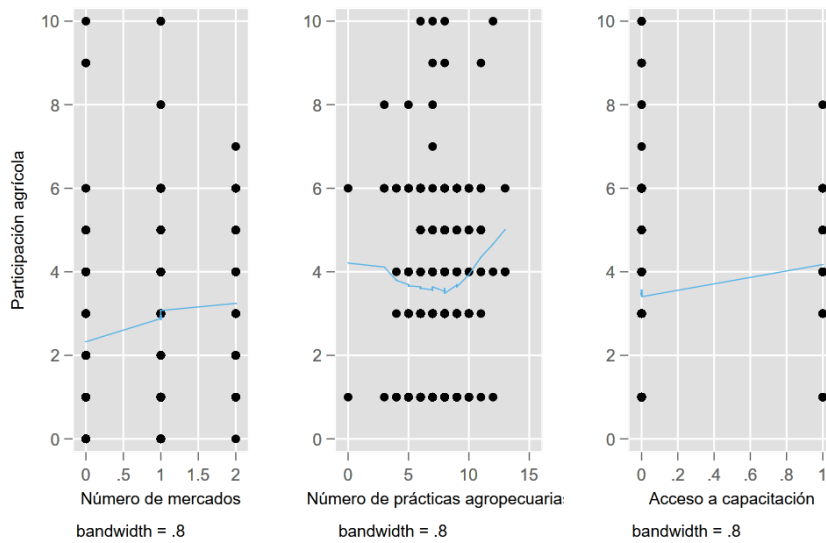 Participación agrícola
10
8
6
4
2
0
0 .5 1 1.5 2
Número de mercados
bandwidth = .8
10
8
6
4
2
0
0 5 10 15
Número de prácticas agropecuarias
bandwidth = .8
10
8
6
4
2
0
0 .2 .4 .6 .8 1
Acceso a capacitación
bandwidth = .8